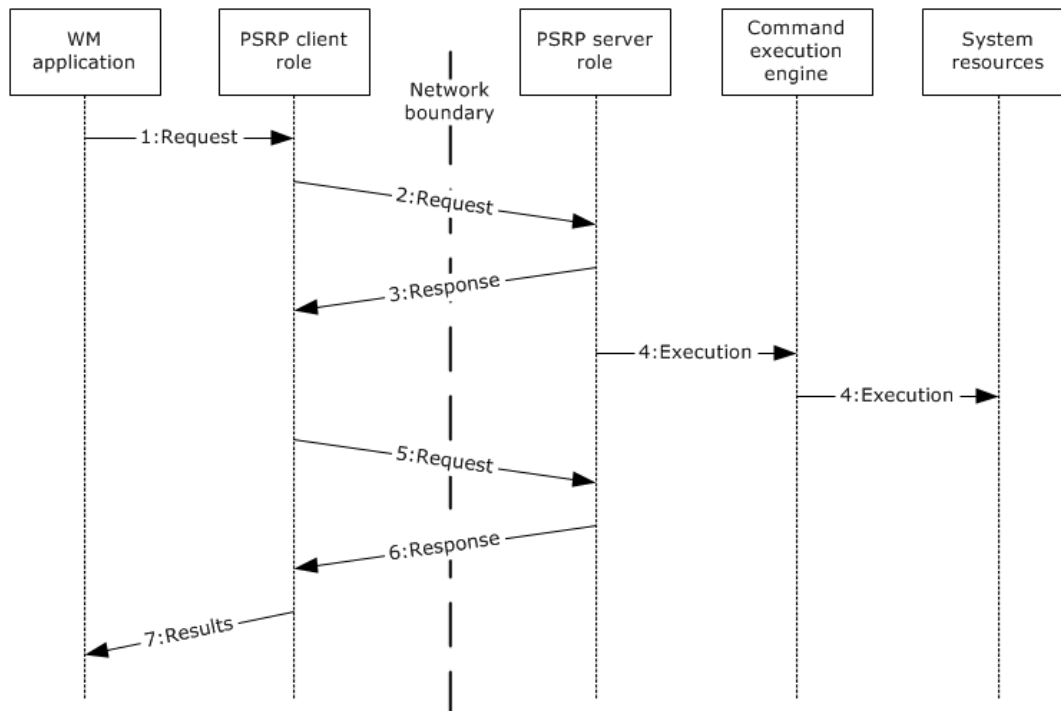 WM
application
PSRP client
role
Network
boundary
PSRP server
role
Command
execution
engine
System
resources
1:Request
2:Request
3:Response
4:Execution
4:Execution
5:Request
6:Response
7:Results